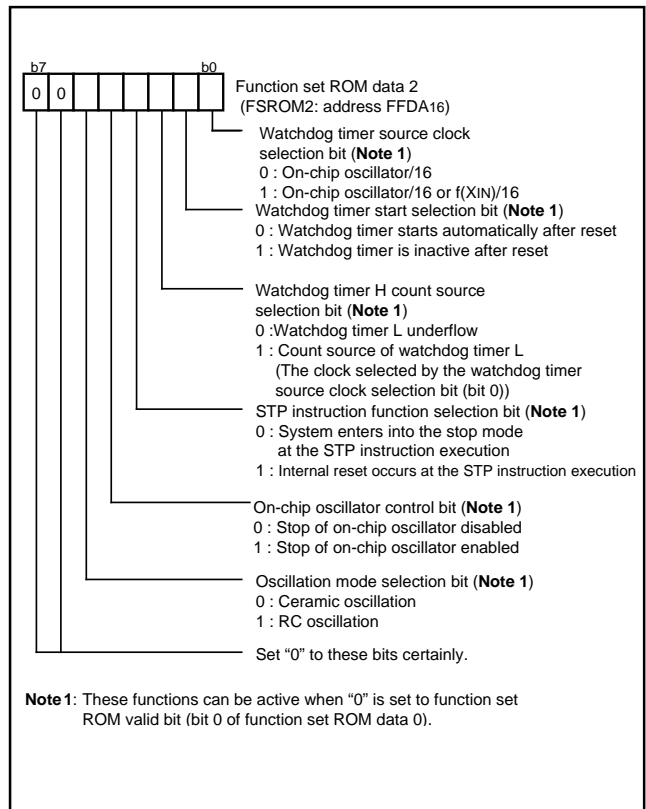 b7 b0
0 0
Function set ROM data 2
(FSROM2: address FFDA16)
Watchdog timer source clock
selection bit (Note 1)
0 : On-chip oscillator/16
1 : On-chip oscillator/16 or f(XIN)/16
Watchdog timer start selection bit (Note 1)
0 : Watchdog timer starts automatically after reset
1 : Watchdog timer is inactive after reset
Watchdog timer H count source
selection bit (Note 1)
0 :Watchdog timer L underflow
1 : Count source of watchdog timer L
(The clock selected by the watchdog timer
source clock selection bit (bit 0))
STP instruction function selection bit (Note 1)
0 : System enters into the stop mode
at the STP instruction execution
1 : Internal reset occurs at the STP instruction execution
On-chip oscillator control bit (Note 1)
0 : Stop of on-chip oscillator disabled
1 : Stop of on-chip oscillator enabled
Oscillation mode selection bit (Note 1)
0 : Ceramic oscillation
1 : RC oscillation
Set “0” to these bits certainly.
Note 1: These functions can be active when “0” is set to function set
ROM valid bit (bit 0 of function set ROM data 0).